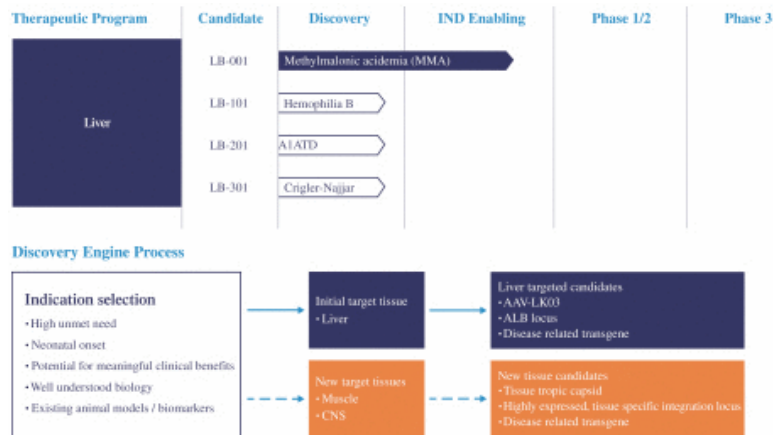 Therapeutic Program Candidate Discovery IND Enabling Phase 1/2 Phase 3
Liver
LB-001 Methylmalonic acidemia (MMA)
LB-101 Hemophilia B
LB-201 A1ATD
LB-301 Crigler-Najjar
Discovery Engine Process
Indication selection
•High unmet need
•Neonatal onset
•Potential for meaningful clinical benefits
•Well understood biology
•Existing animal models / biomarkers
Initial target tissue
•Liver
Liver targeted candidates
•AAV-LK03
•ALB locus
•Disease related transgene
New target tissues
•Muscle
•CNS
New tissue candidates
•Tissue tropic capsid
•Highly expressed, tissue specific integration locus
•Disease related transgene